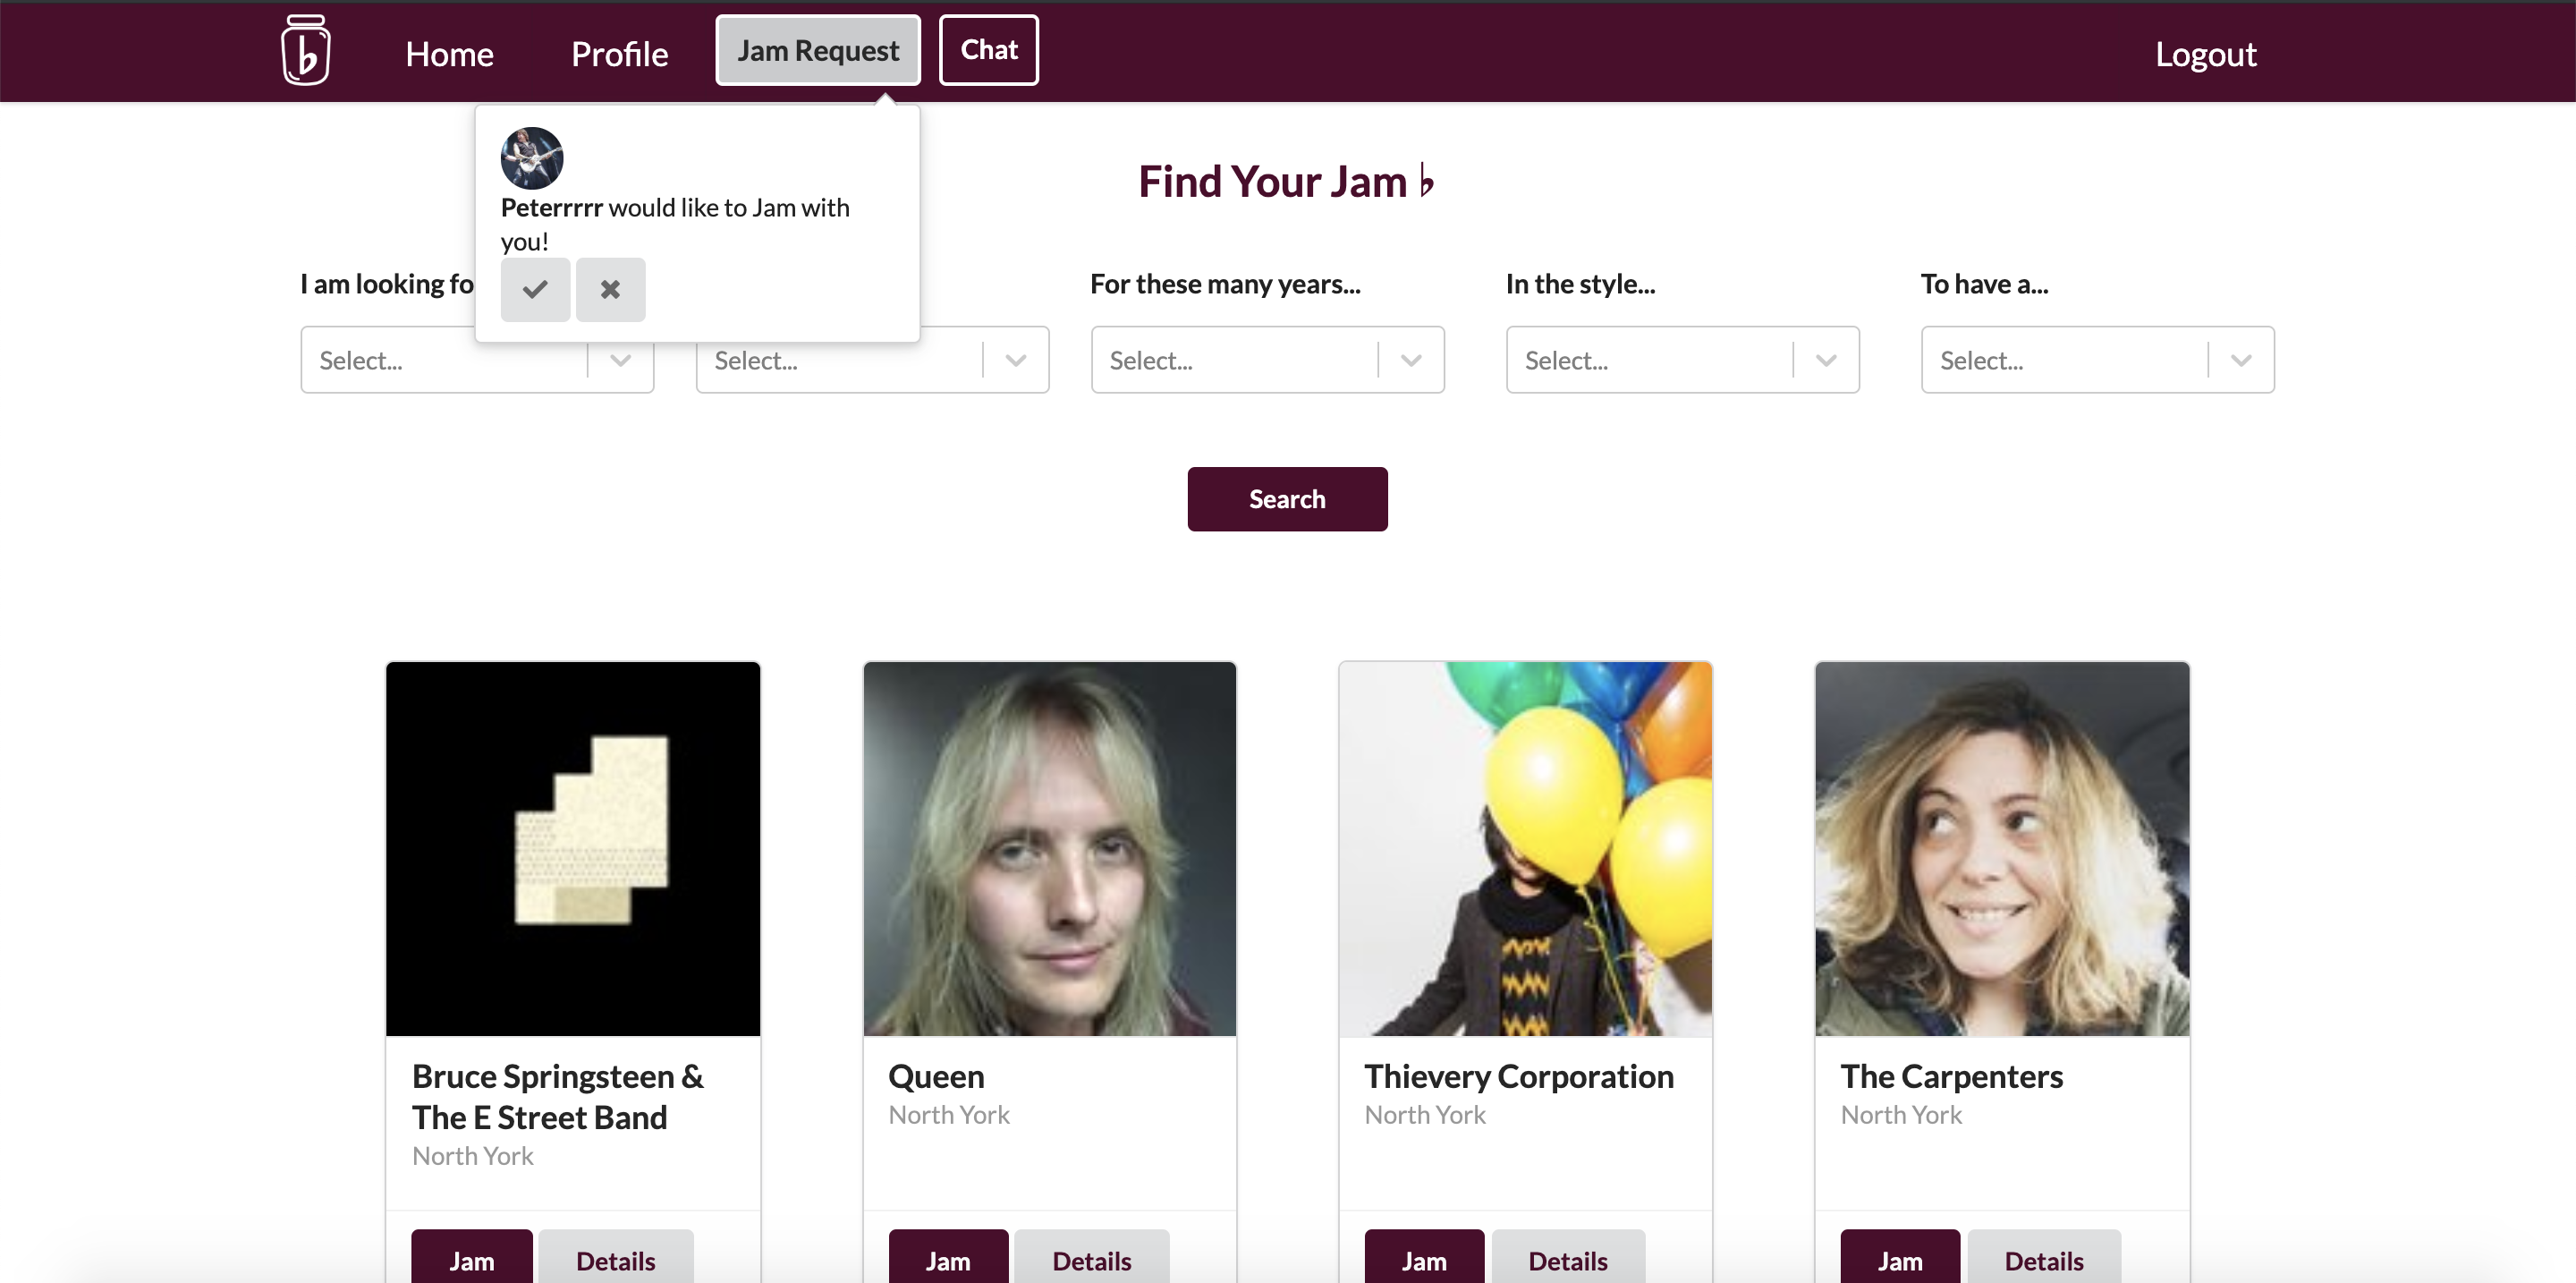 Home Profile Jam Request Chat Logout
Peterrrrr would like to Jam with
you!
Find Your Jam ♭
I am looking fo
For these many years...
In the style...
To have a...
Select... Select... Select... Select... Select...
Search
Bruce Springsteen &
The E Street Band
North York
Jam Details
Queen
North York
Jam Details
Thievery Corporation
North York
Jam Details
The Carpenters
North York
Jam Details